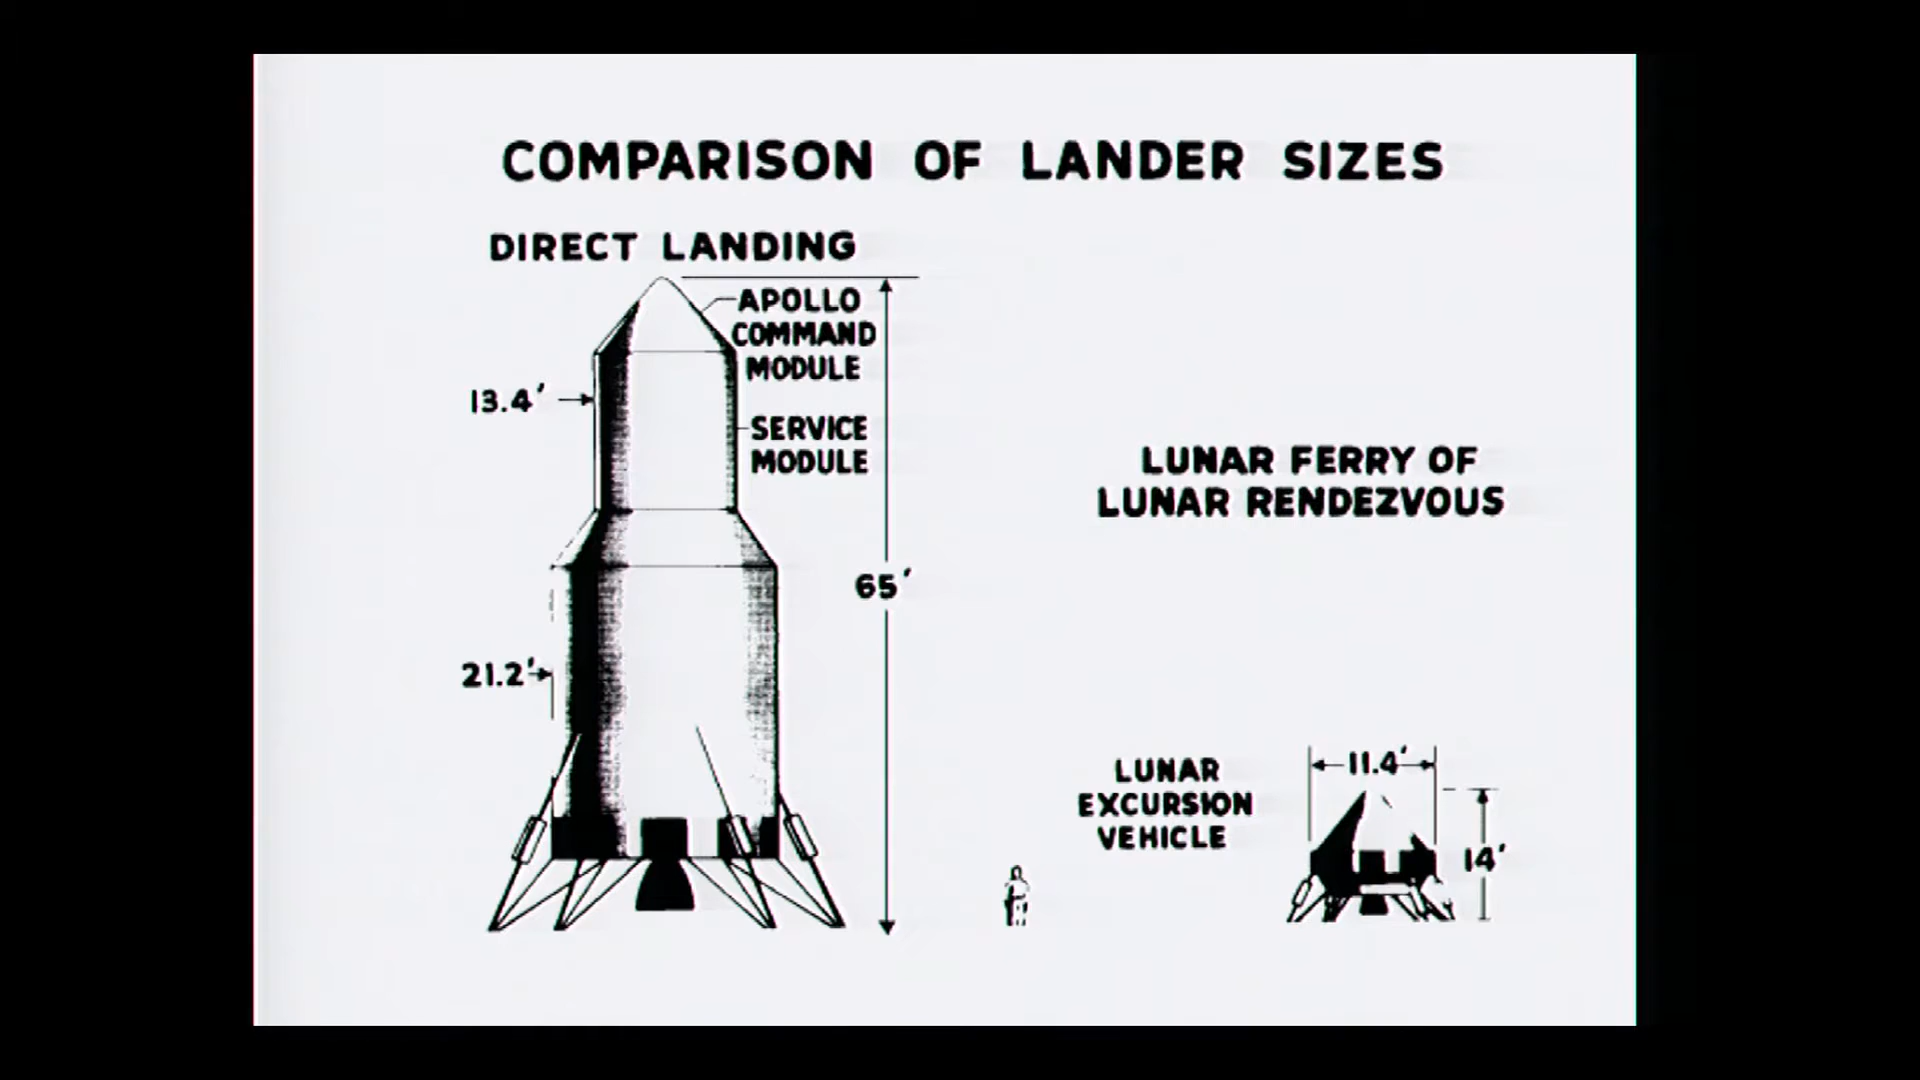 COMPARISON OF LANDER SIZES
DIRECT LANDING
APOLLO
COMMAND
MODULE
13.4'
SERVICE
MODULE
65'
21.2'
LUNAR FERRY OF
LUNAR RENDEZVOUS
LUNAR
EXCURSION
VEHICLE
11.4'
14'